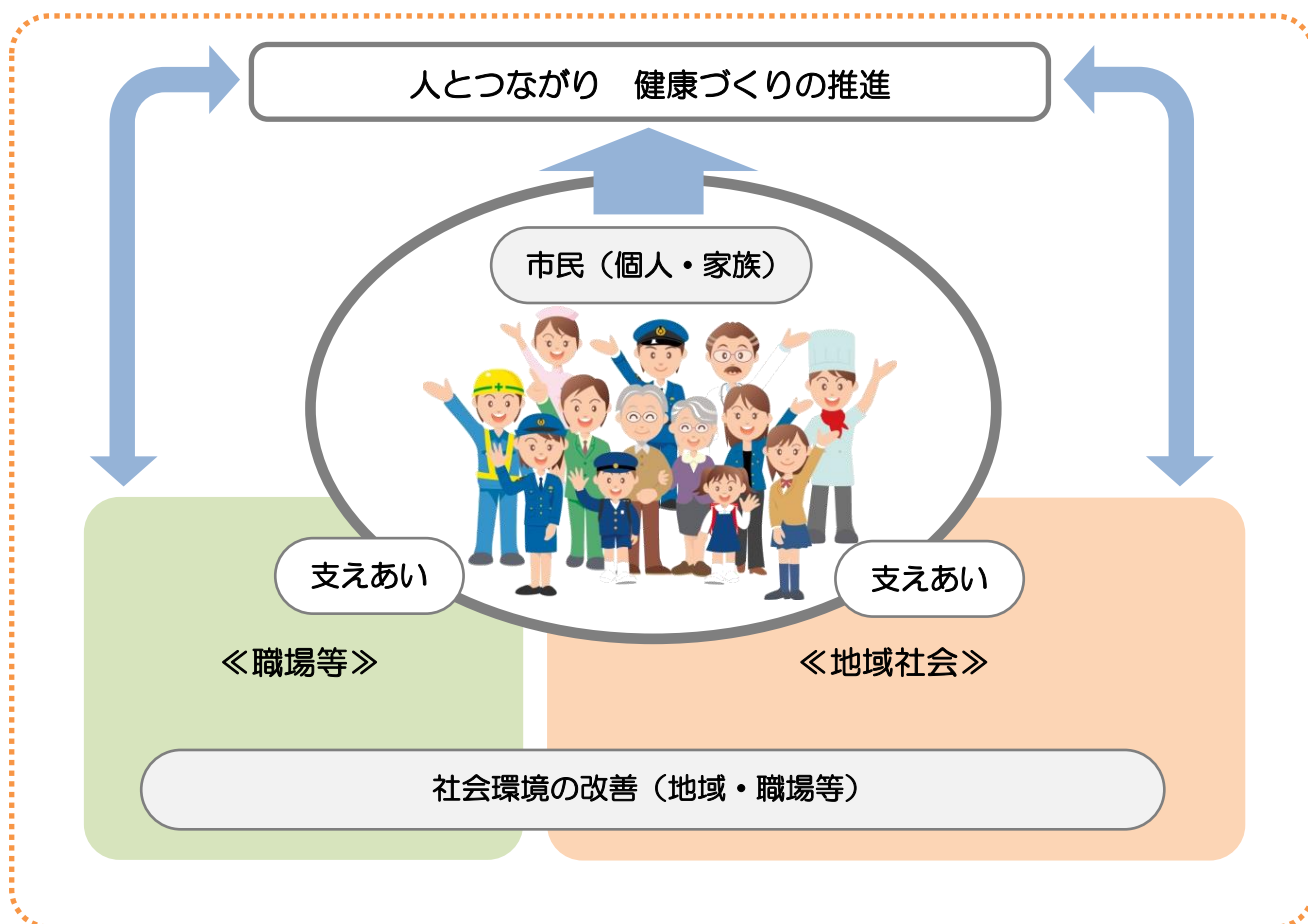 人とつながり　健康づくりの推進
市民（個人・家族）
支えあい
支えあい
≪職場等≫
≪地域社会≫
社会環境の改善（地域・職場等）